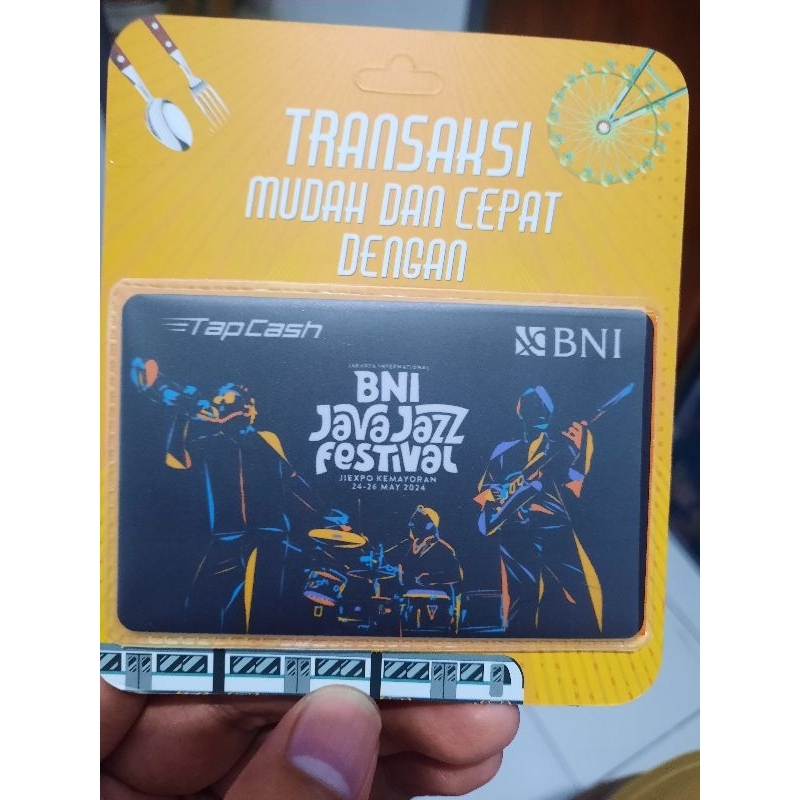 TRANSAKSI
MUDAH DAN CEPAT
DENGAN
TapCash
BNI
JAKARTA INTERNATIONAL
BNI
Java Jazz
Festival
JIEXPO KEMAYORAN
24-26 MAY 2024